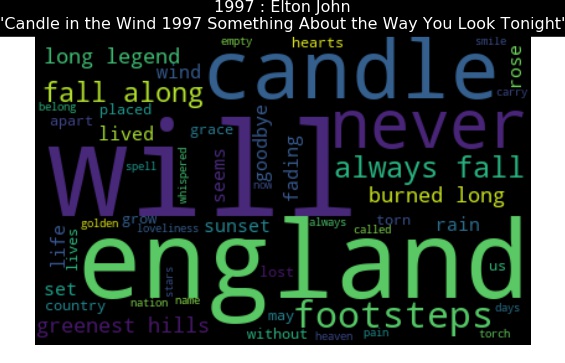 1997 : Elton John
'Candle in the Wind 1997 Something About the Way You Look Tonight'
empty
hearts
smile
long legend
candle
rose
wind
carry
fall along
belong
placed
never
apart
lived
grace
goodbye
fading
will
seems
always fall
whispered
spell
now
burned long
golden
grow
loveliness
sunset
always
called
torn
rain
life
lives
england
us
set
stars
lost
country
nation
name
may
footsteps
days
greenest hills
without
heaven
pain
torch